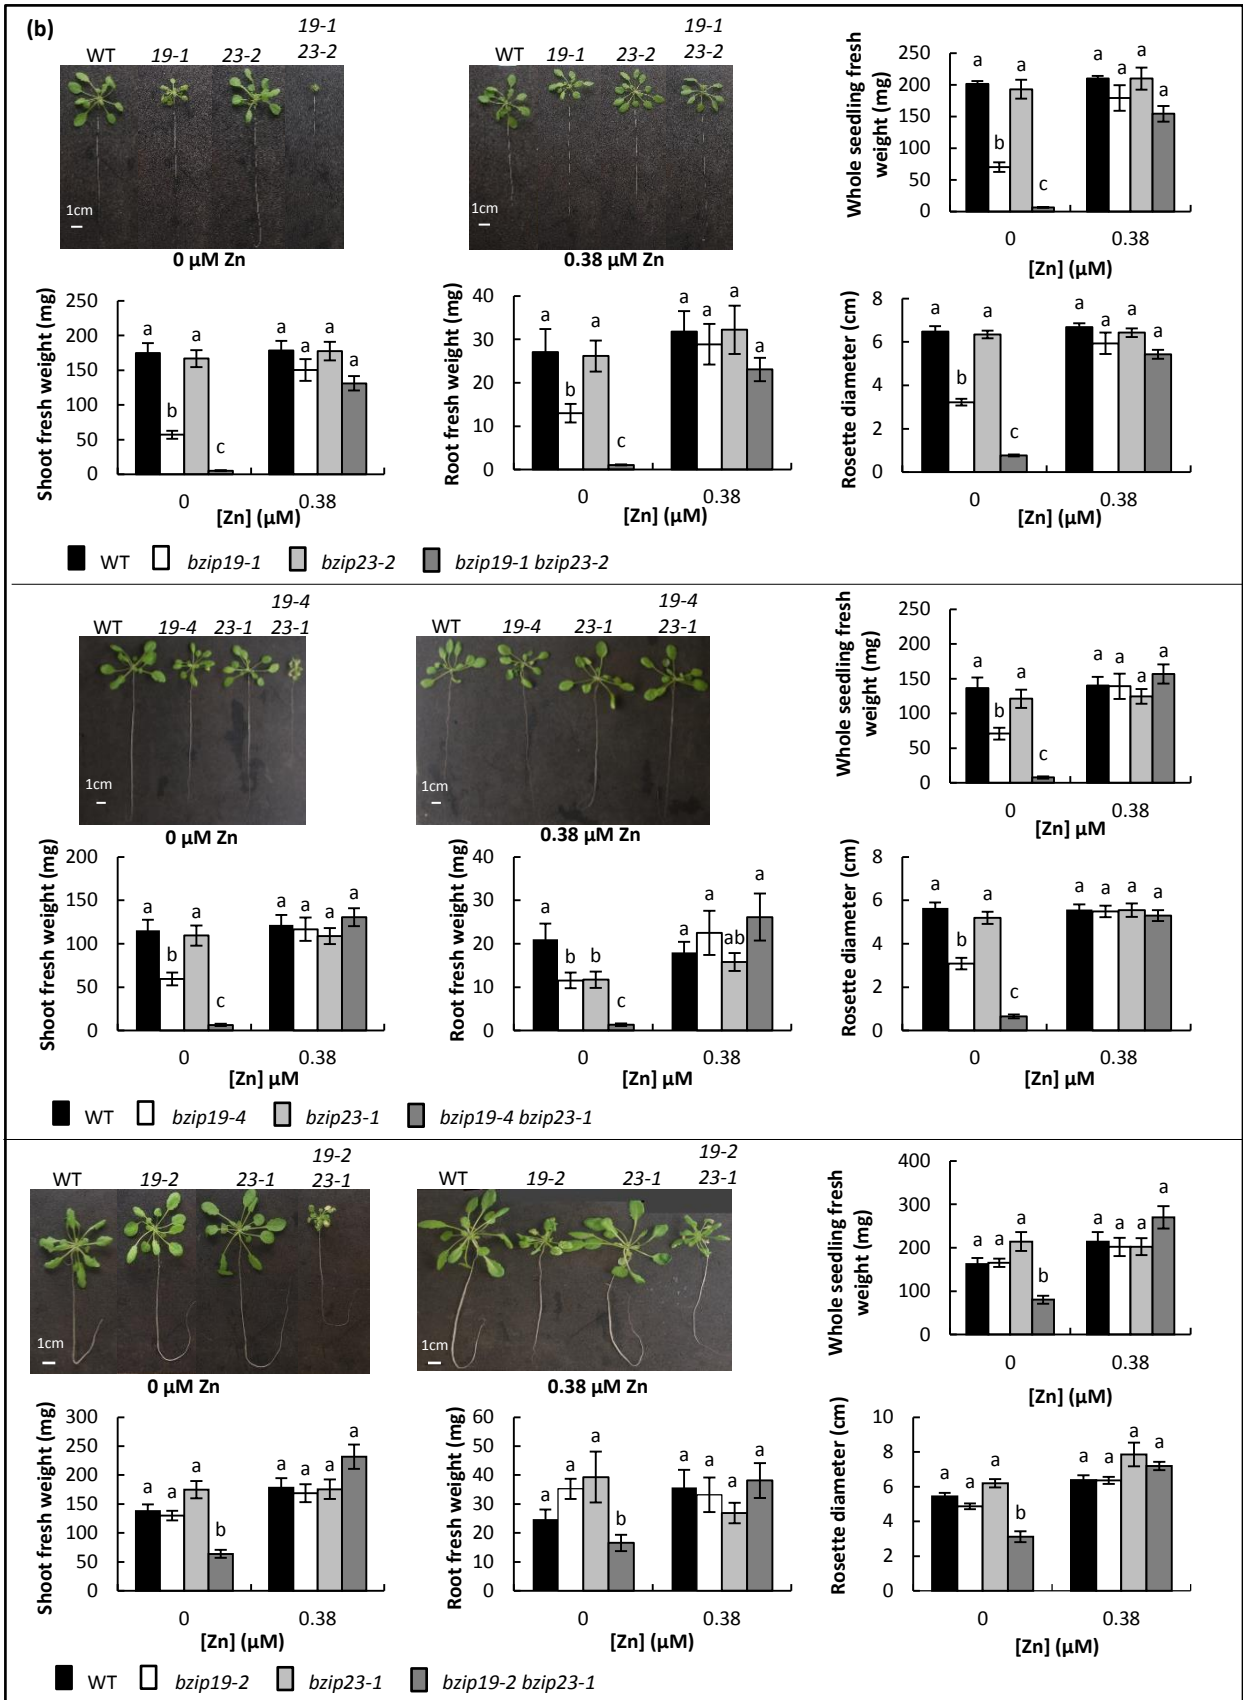 (b)
WT 19-1 23-2 19-1 23-2
1cm
0 µM Zn
WT 19-1 23-2 19-1 23-2
0.38 µM Zn
Whole seedling fresh weight (mg)
250
200
150
100
50
0
a b a c a a a a
0 0.38
[Zn] (µM)
Shoot fresh weight (mg)
250
200
150
100
50
0
a b a c a a a a
0 0.38
[Zn] (µM)
Root fresh weight (mg)
40
30
20
10
0
a b a c a a a a
0 0.38
[Zn] (µM)
Rosette diameter (cm)
8
6
4
2
0
a b a c a a a a
0 0.38
[Zn] (µM)
WT bzip19-1 bzip23-2 bzip19-1 bzip23-2
WT 19-4 23-1 19-4 23-1
1cm
0 µM Zn
WT 19-4 23-1 19-4 23-1
1cm
0.38 µM Zn
Whole seedling fresh weight (mg)
250
200
150
100
50
0
a b a c a a a a
0 0.38
[Zn] µM
Shoot fresh weight (mg)
200
150
100
50
0
a b a c a a a a
0 0.38
[Zn] µM
Root fresh weight (mg)
40
30
20
10
0
a b b c a a ab a
0 0.38
[Zn] µM
Rosette diameter (cm)
8
6
4
2
0
a b a c a a a a
0 0.38
[Zn] µM
WT bzip19-4 bzip23-1 bzip19-4 bzip23-1
WT 19-2 23-1 19-2 23-1
1cm
0 µM Zn
WT 19-2 23-1 19-2 23-1
1cm
0.38 µM Zn
Whole seedling fresh weight (mg)
400
300
200
100
0
a a a b a a a a
0 0.38
[Zn] (µM)
Shoot fresh weight (mg)
300
250
200
150
100
50
0
a a a b a a a a
0 0.38
[Zn] (µM)
Root fresh weight (mg)
60
50
40
30
20
10
0
a a a b a a a a
0 0.38
[Zn] (µM)
Rosette diameter (cm)
10
8
6
4
2
0
a a a b a a a a
0 0.38
[Zn] (µM)
WT bzip19-2 bzip23-1 bzip19-2 bzip23-1